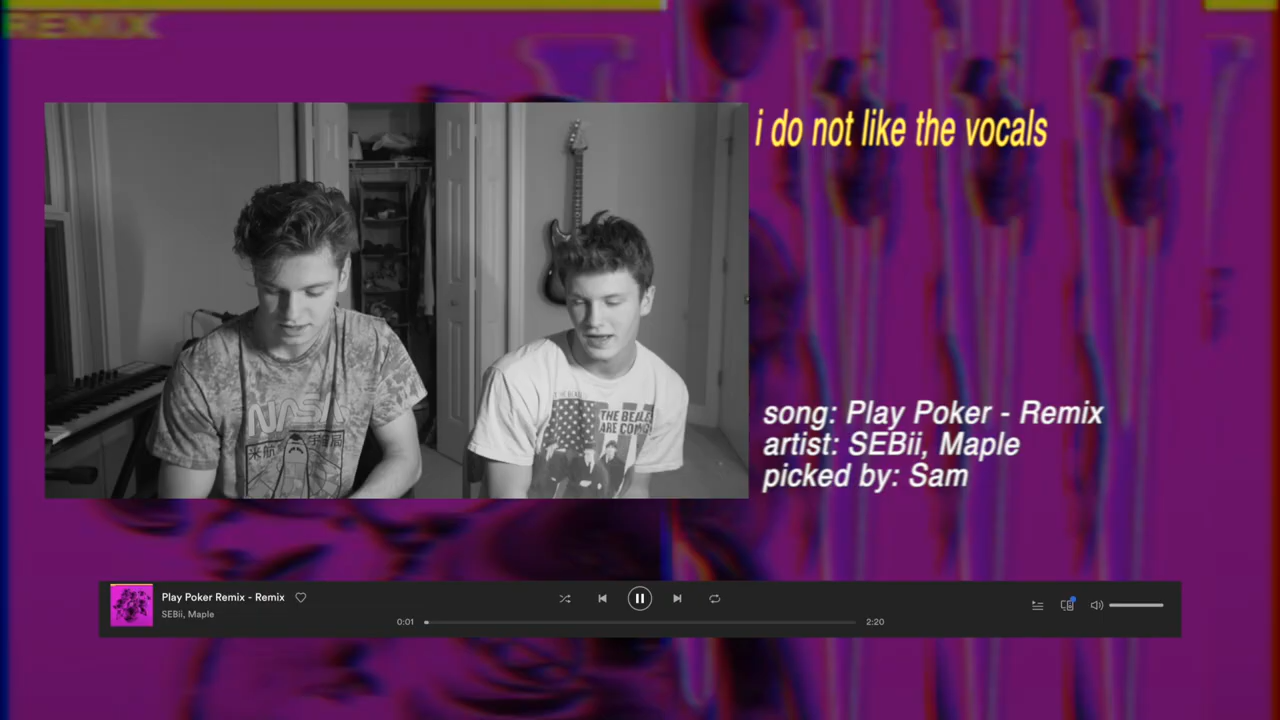 REMIX
i do not like the vocals
NASA
THE BEATLES
ARE COMING
song: Play Poker - Remix
artist: SEBii, Maple
picked by: Sam
Play Poker Remix - Remix
SEBii, Maple
0:01
2:20